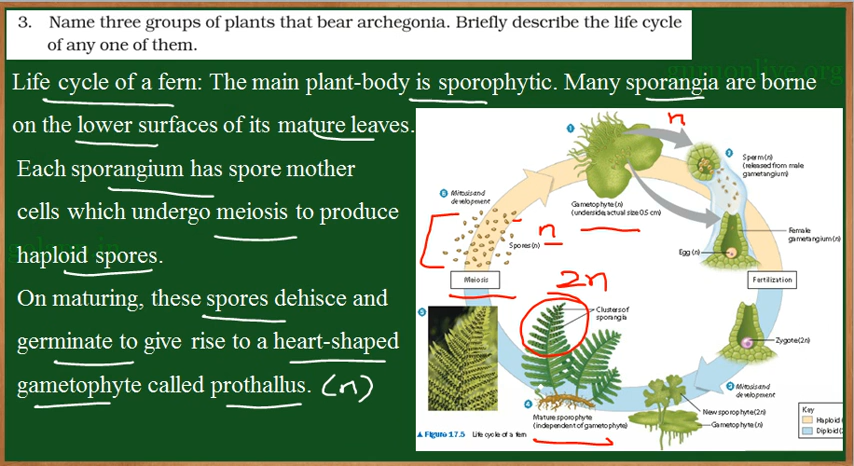 3. Name three groups of plants that bear archegonia. Briefly describe the life cycle
of any one of them.
Life cycle of a fern: The main plant-body is sporophytic. Many sporangia are borne
on the lower surfaces of its mature leaves.
Each sporangium has spore mother
cells which undergo meiosis to produce
haploid spores.
On maturing, these spores dehisce and
germinate to give rise to a heart-shaped
gametophyte called prothallus. (n)
n
1
Gametophyte (n)
(underside, actual size 0.5 cm)
2
Sperm (n)
(released from male
gametangium)
Female
gametangium (n)
Egg (n)
Fertilization
Zygote (2n)
3 Mitosis and
development
New sporophyte (2n)
Gametophyte (n)
Key
Haploid
Diploid
6 Mitosis and
development
Spores (n)
n
Meiosis
2n
Clusters of
sporangia
5
4
Mature sporophyte
(independent of gametophyte)
▲ Figure 17.5 Life cycle of a fern